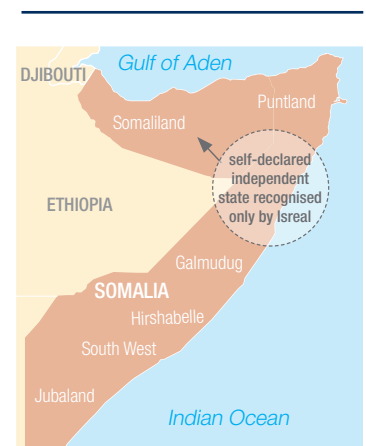 Gulf of Aden
DJIBOUTI
Puntland
Somaliland
self-declared
independent
state recognised
only by Isreal
ETHIOPIA
Galmudug
SOMALIA
Hirshabelle
South West
Jubaland
Indian Ocean